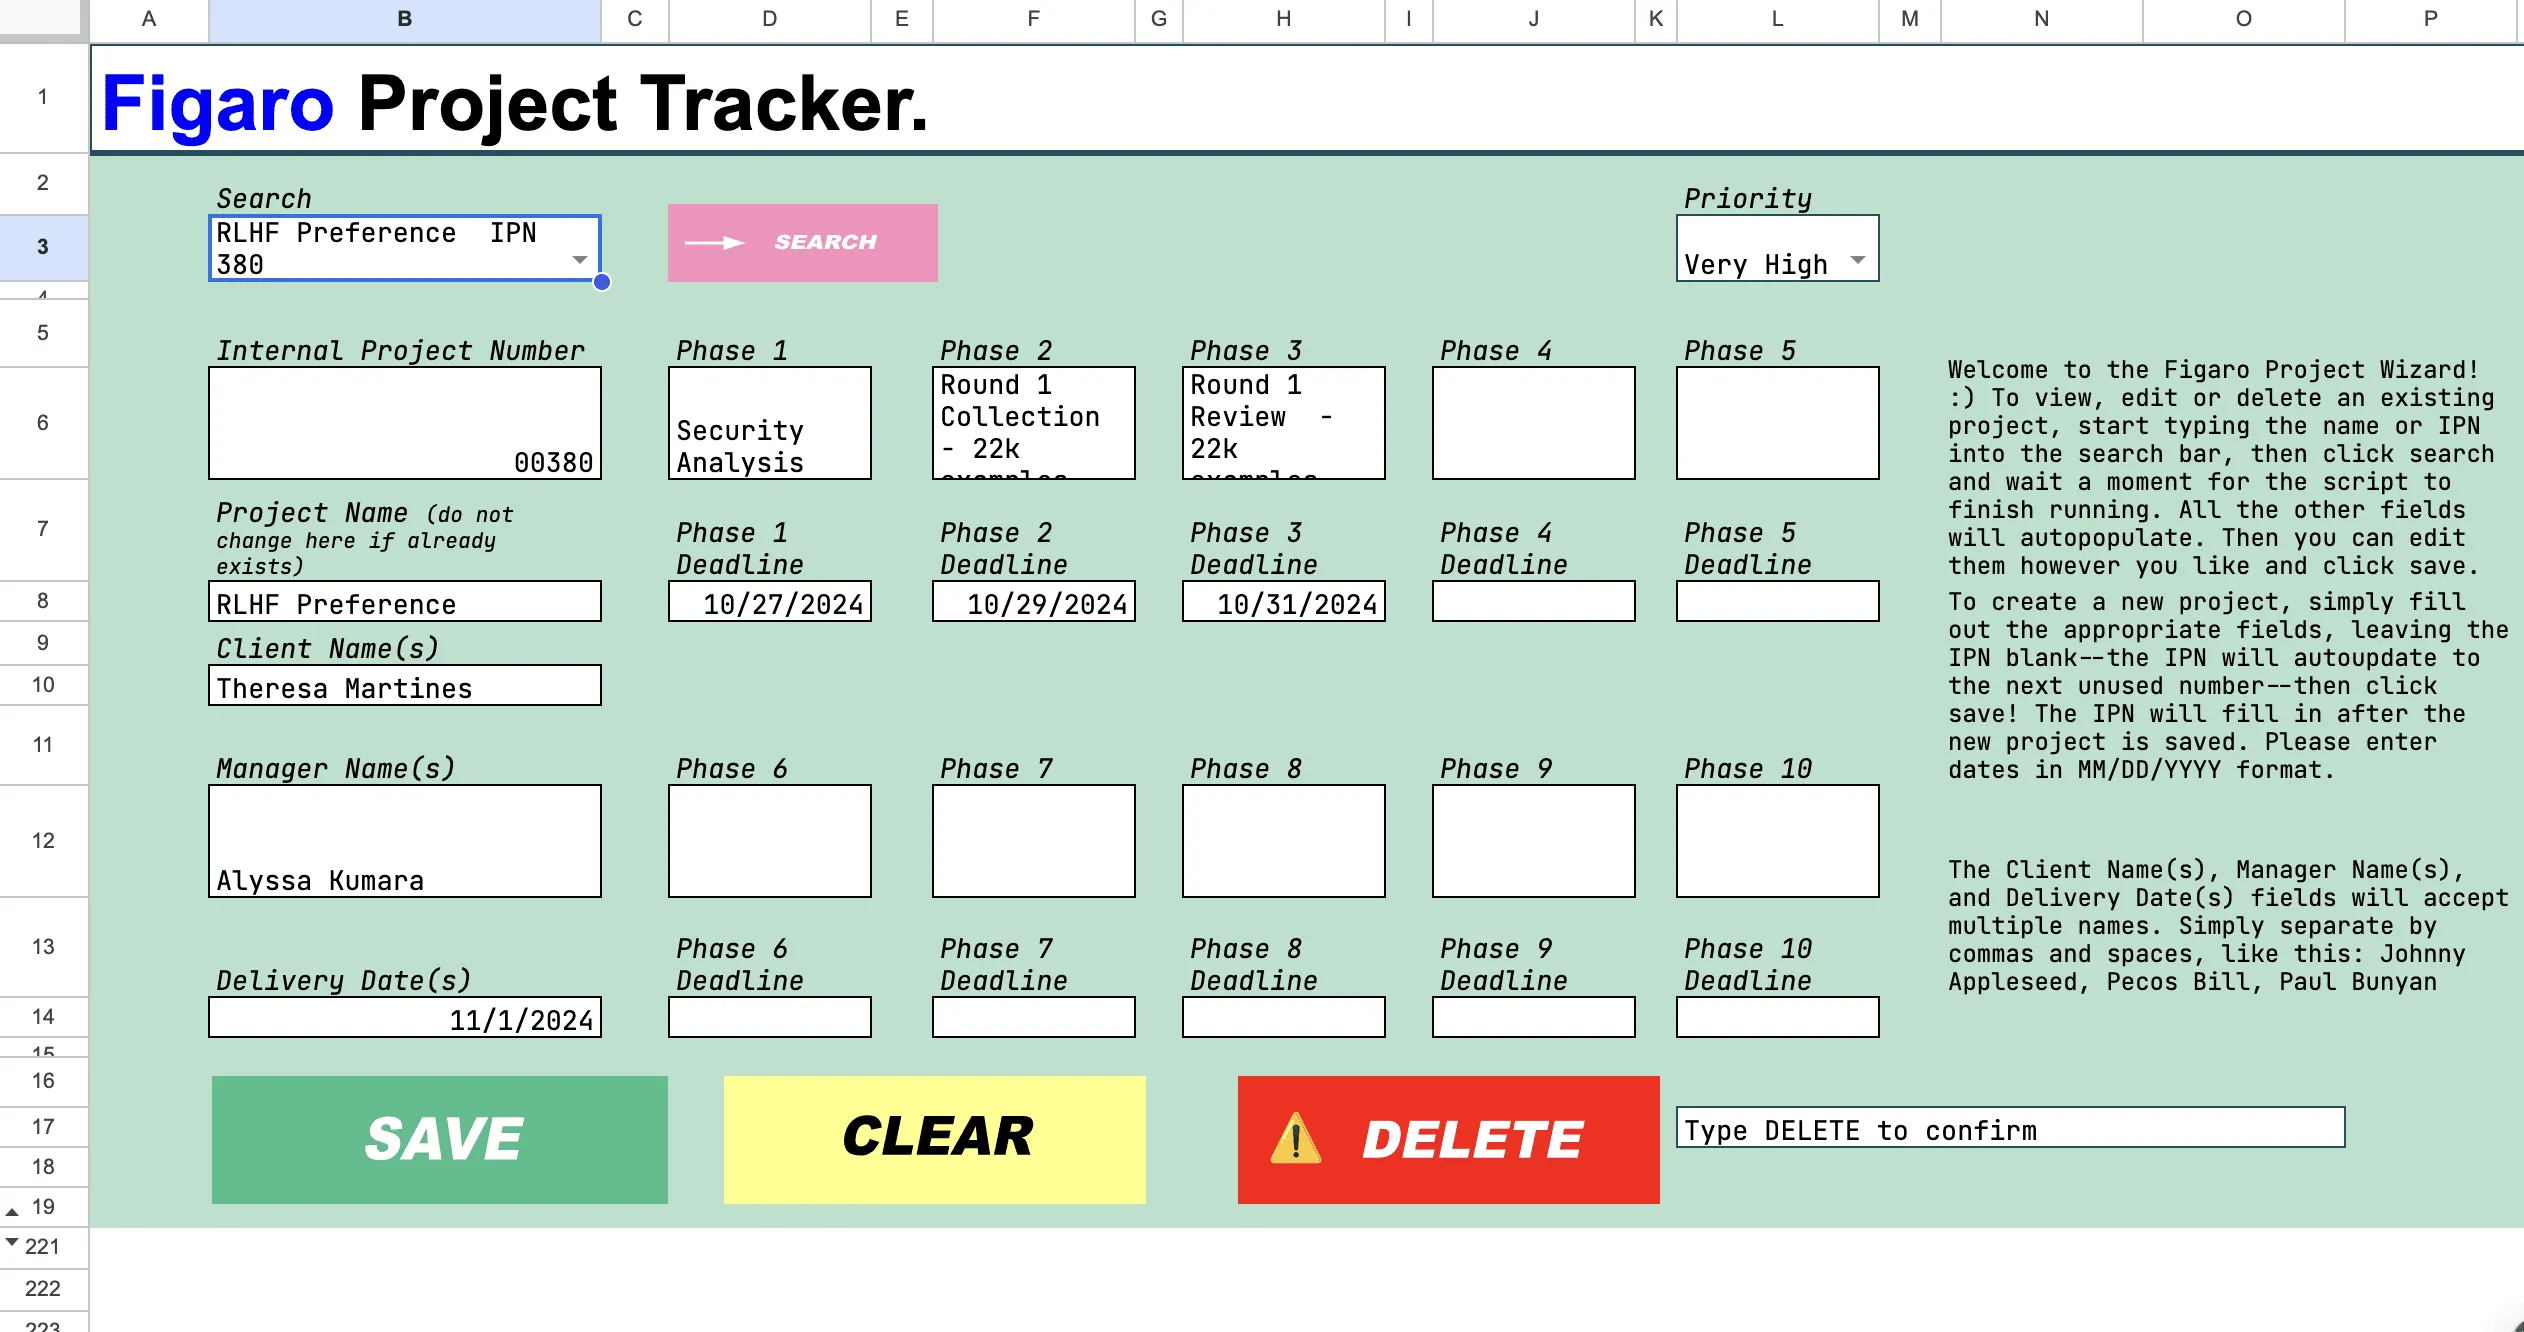 A B C D E F G H I J K L M N O P
1
Figaro Project Tracker.
2
Search
Priority
3
RLHF Preference  IPN
380
SEARCH
Very High
4
5
Internal Project Number
Phase 1
Phase 2
Phase 3
Phase 4
Phase 5
6
00380
Security
Analysis
Round 1
Collection
- 22k
examples
Round 1
Review  -
22k
examples
Welcome to the Figaro Project Wizard!
:) To view, edit or delete an existing
project, start typing the name or IPN
into the search bar, then click search
and wait a moment for the script to
finish running. All the other fields
will autopopulate. Then you can edit
them however you like and click save.
7
Project Name (do not
change here if already
exists)
Phase 1
Deadline
Phase 2
Deadline
Phase 3
Deadline
Phase 4
Deadline
Phase 5
Deadline
8
RLHF Preference
10/27/2024
10/29/2024
10/31/2024
To create a new project, simply fill
out the appropriate fields, leaving the
IPN blank--the IPN will autoupdate to
the next unused number--then click
save! The IPN will fill in after the
new project is saved. Please enter
dates in MM/DD/YYYY format.
9
Client Name(s)
10
Theresa Martines
11
Manager Name(s)
Phase 6
Phase 7
Phase 8
Phase 9
Phase 10
12
Alyssa Kumara
The Client Name(s), Manager Name(s),
and Delivery Date(s) fields will accept
multiple names. Simply separate by
commas and spaces, like this: Johnny
Appleseed, Pecos Bill, Paul Bunyan
13
Delivery Date(s)
Phase 6
Deadline
Phase 7
Deadline
Phase 8
Deadline
Phase 9
Deadline
Phase 10
Deadline
14
11/1/2024
15
16
SAVE
CLEAR
DELETE
17
Type DELETE to confirm
18
19
221
222
223